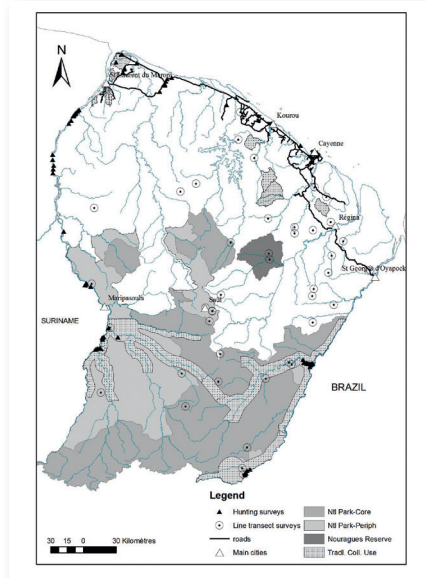 N
St Laurent du Maroni
Kourou
Cayenne
Régina
St Georges d'Oyapock
Maripasoula
Saül
SURINAME
BRAZIL
Legend
Hunting surveys
Line transect surveys
roads
Main cities
Ntl Park-Core
Ntl Park-Periph
Nouragues Reserve
Tradl. Coll. Use
30 15 0 30 Kilomètres